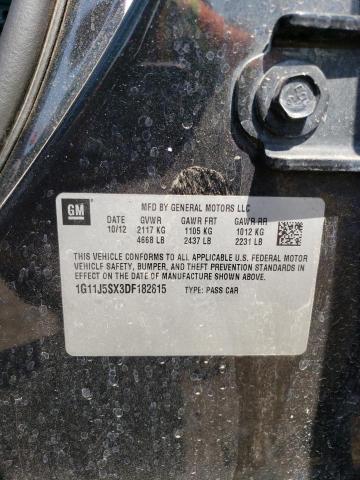 GM
MFD BY GENERAL MOTORS LLC
DATE GVWR GAWR FRT GAWR RR
10/12 2117 KG 1105 KG 1012 KG
4668 LB 2437 LB 2231 LB
THIS VEHICLE CONFORMS TO ALL APPLICABLE U.S. FEDERAL MOTOR
VEHICLE SAFETY, BUMPER, AND THEFT PREVENTION STANDARDS IN
EFFECT ON THE DATE OF MANUFACTURE SHOWN ABOVE.
1G11J5SX3DF182615 TYPE: PASS CAR